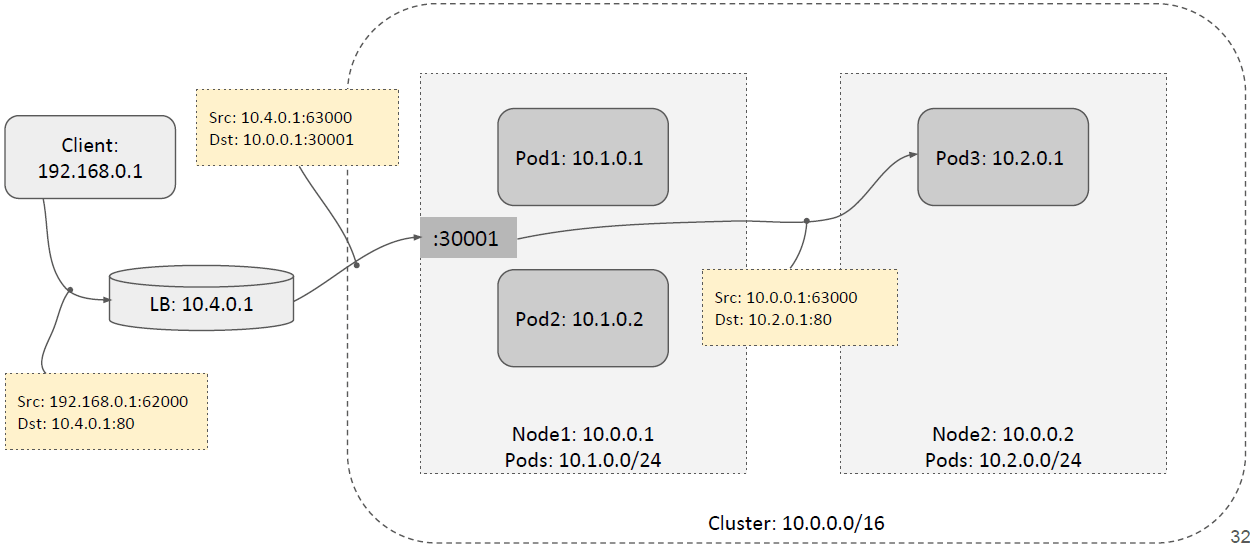 Src: 10.4.0.1:63000
Dst: 10.0.0.1:30001
Client:
192.168.0.1
Pod1: 10.1.0.1
Pod3: 10.2.0.1
:30001
LB: 10.4.0.1
Pod2: 10.1.0.2
Src: 10.0.0.1:63000
Dst: 10.2.0.1:80
Src: 192.168.0.1:62000
Dst: 10.4.0.1:80
Node1: 10.0.0.1
Pods: 10.1.0.0/24
Node2: 10.0.0.2
Pods: 10.2.0.0/24
Cluster: 10.0.0.0/16
32